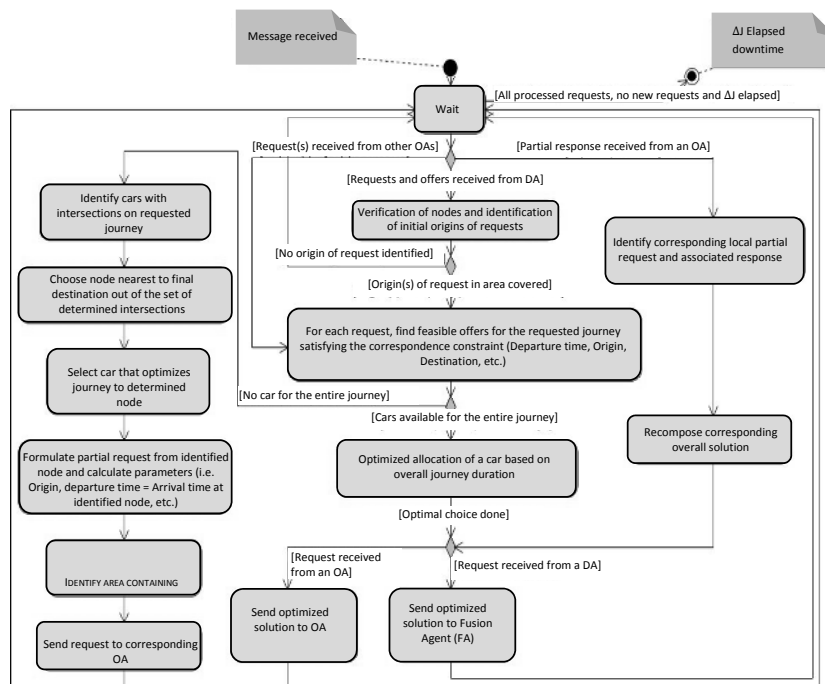 Message received
ΔJ Elapsed
downtime
[All processed requests, no new requests and ΔJ elapsed]
Wait
[Request(s) received from other OAs]
[Partial response received from an OA]
[Requests and offers received from DA]
Identify cars with
intersections on requested
journey
Verification of nodes and identification
of initial origins of requests
Identify corresponding local partial
request and associated response
[No origin of request identified]
[Origin(s) of request in area covered]
Choose node nearest to final
destination out of the set of
determined intersections
For each request, find feasible offers for the requested journey
satisfying the correspondence constraint (Departure time, Origin,
Destination, etc.)
Select car that optimizes
journey to determined
node
[No car for the entire journey]
[Cars available for the entire journey]
Recompose corresponding
overall solution
Formulate partial request from identified
node and calculate parameters (i.e.
Origin, departure time = Arrival time at
identified node, etc.)
Optimized allocation of a car based on
overall journey duration
[Optimal choice done]
[Request received
from an OA]
[Request received from a DA]
IDENTIFY AREA CONTAINING
Send optimized
solution to OA
Send optimized
solution to Fusion
Agent (FA)
Send request to corresponding
OA